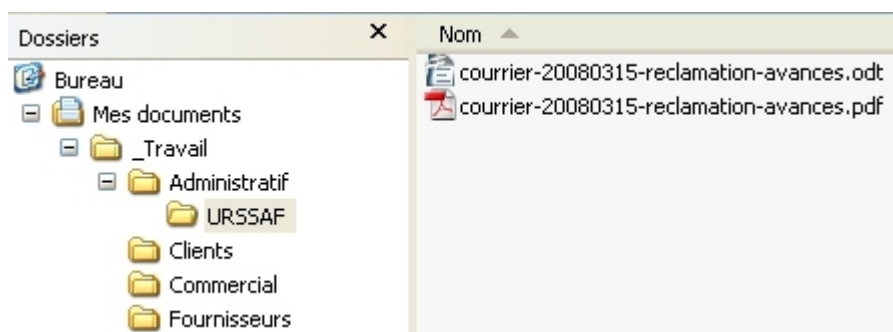 Dossiers
Bureau
Mes documents
_Travail
Administratif
URSSAF
Clients
Commercial
Fournisseurs
Nom
courrier-20080315-reclamation-avances.odt
courrier-20080315-reclamation-avances.pdf